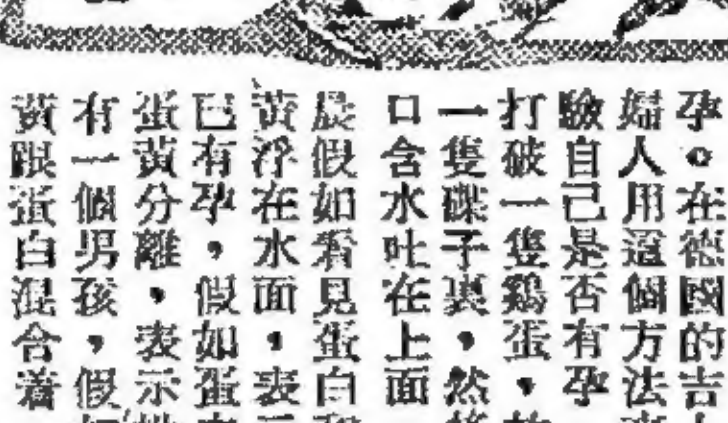 孕。在德國的吉
婦人用這個方法
驗自己是否有孕
打破一隻鷄蛋，
一隻碟子裏，然
口含水吐在上面
晨假如看見蛋白
黃浮在水面，表
已有孕，假如蛋
蛋黃分離，表示
有一個男孩，假
黃跟蛋白混合着